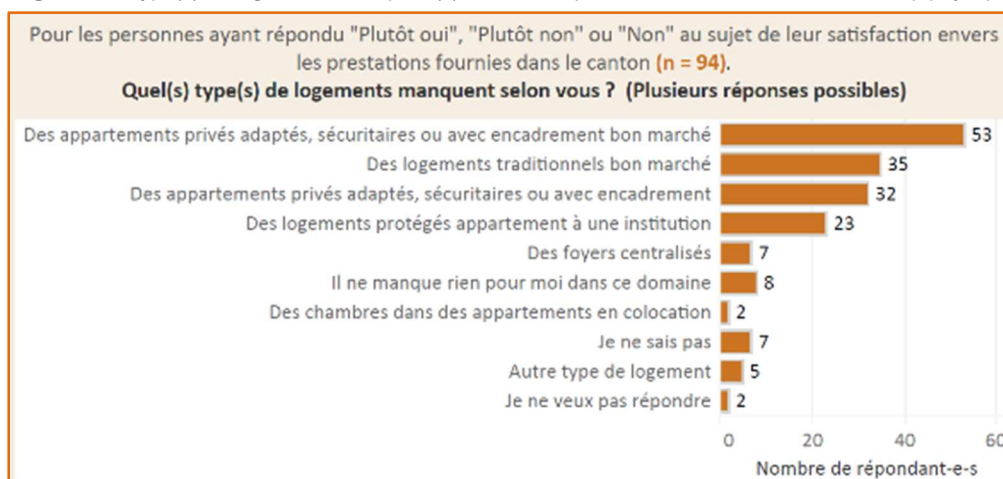 Pour les personnes ayant répondu "Plutôt oui", "Plutôt non" ou "Non" au sujet de leur satisfaction envers
les prestations fournies dans le canton (n = 94).
Quel(s) type(s) de logements manquent selon vous ? (Plusieurs réponses possibles)
Des appartements privés adaptés, sécuritaires ou avec encadrement bon marché 53
Des logements traditionnels bon marché 35
Des appartements privés adaptés, sécuritaires ou avec encadrement 32
Des logements protégés appartement à une institution 23
Des foyers centralisés 7
Il ne manque rien pour moi dans ce domaine 8
Des chambres dans des appartements en colocation 2
Je ne sais pas 7
Autre type de logement 5
Je ne veux pas répondre 2
0 20 40 60
Nombre de répondant-e-s